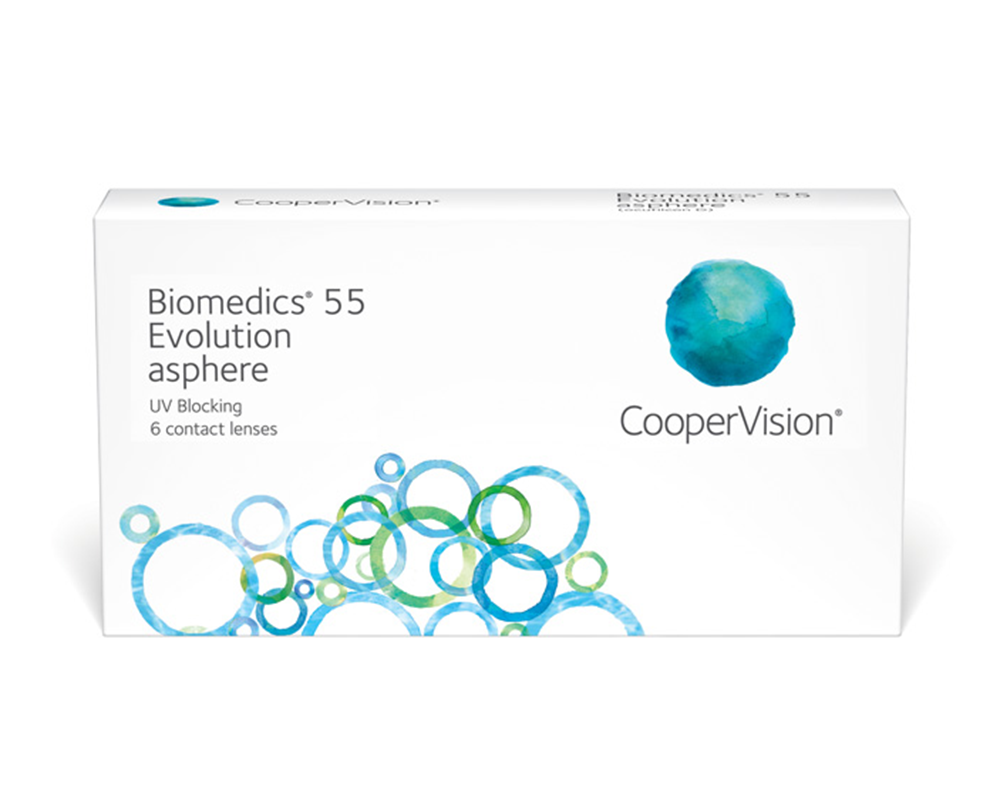 CooperVision®
Biomedics® 55
Evolution
asphere
Biomedics® 55
Evolution
asphere
UV Blocking
6 contact lenses
CooperVision®